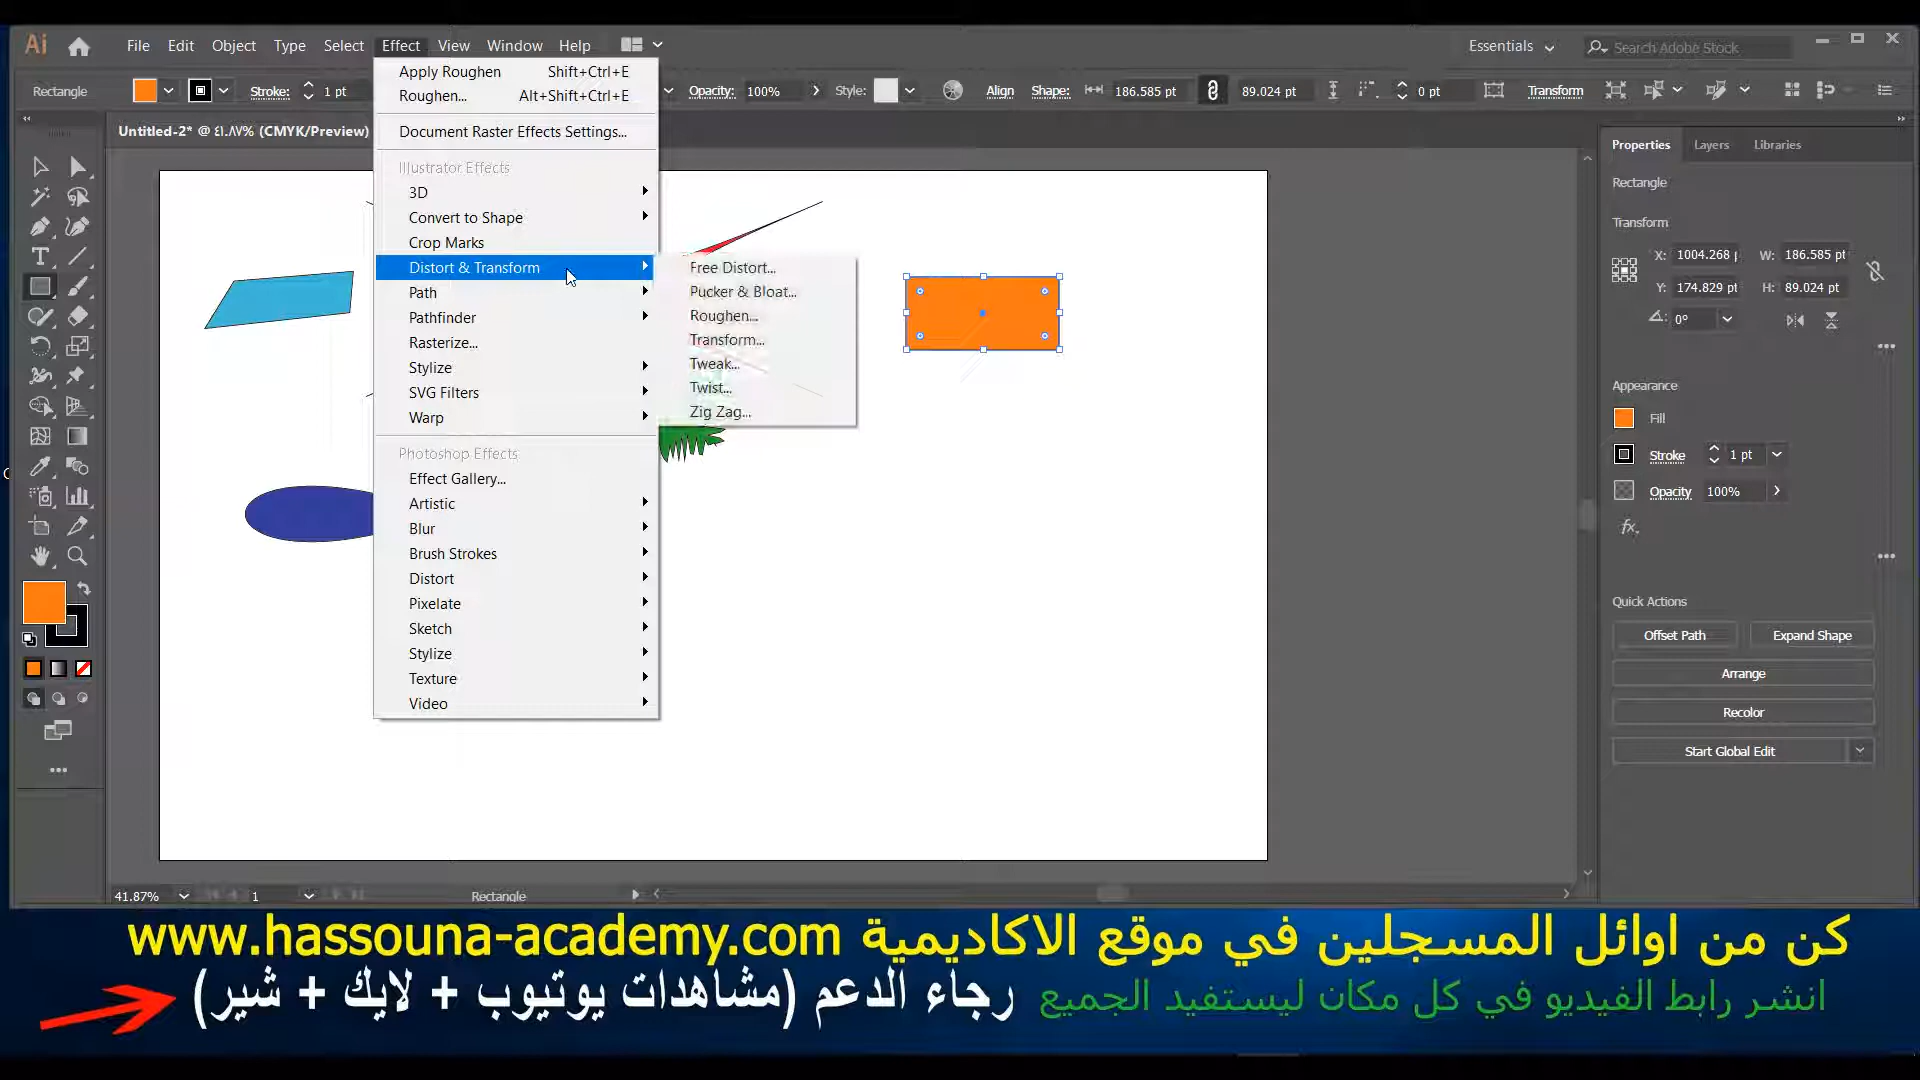 Ai File Edit Object Type Select Effect View Window Help Essentials Search Adobe Stock
Rectangle Stroke: 1 pt Opacity: 100% Style: Align Shape: 186.585 pt 89.024 pt 0 pt Transform
Untitled-2* @ ٤١.٨٧% (CMYK/Preview)
Apply Roughen Shift+Ctrl+E
Roughen... Alt+Shift+Ctrl+E
Document Raster Effects Settings...
Illustrator Effects
3D
Convert to Shape
Crop Marks
Distort & Transform
Path
Pathfinder
Rasterize...
Stylize
SVG Filters
Warp
Photoshop Effects
Effect Gallery...
Artistic
Blur
Brush Strokes
Distort
Pixelate
Sketch
Stylize
Texture
Video
Free Distort...
Pucker & Bloat...
Roughen...
Transform...
Tweak...
Twist...
Zig Zag...
Properties Layers Libraries
Rectangle
Transform
X: 1004.268 W: 186.585 pt
Y: 174.829 pt H: 89.024 pt
0°
Appearance
Fill
Stroke 1 pt
Opacity 100%
fx.
Quick Actions
Offset Path Expand Shape
Arrange
Recolor
Start Global Edit
41.87% 1 Rectangle
كن من اوائل المسجلين في موقع الاكاديمية www.hassouna-academy.com
انشر رابط الفيديو في كل مكان ليستفيد الجميع رجاء الدعم (مشاهدات يوتيوب + لايك + شير)